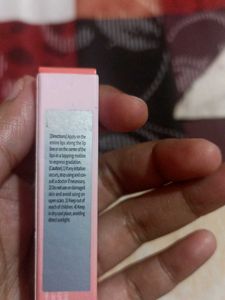 [Directions] Apply on the
entire lips along the lip
line or on the center of the
lips in a tapping motion
to express gradation.
[Caution] 1) If any irritation
occurs, stop using and con-
sult a doctor if necessary.
2) Do not use on damaged
skin and avoid using on
open scars. 3) Keep out of
reach of children. 4) Keep
in dry cool place, avoiding
direct sunlight.